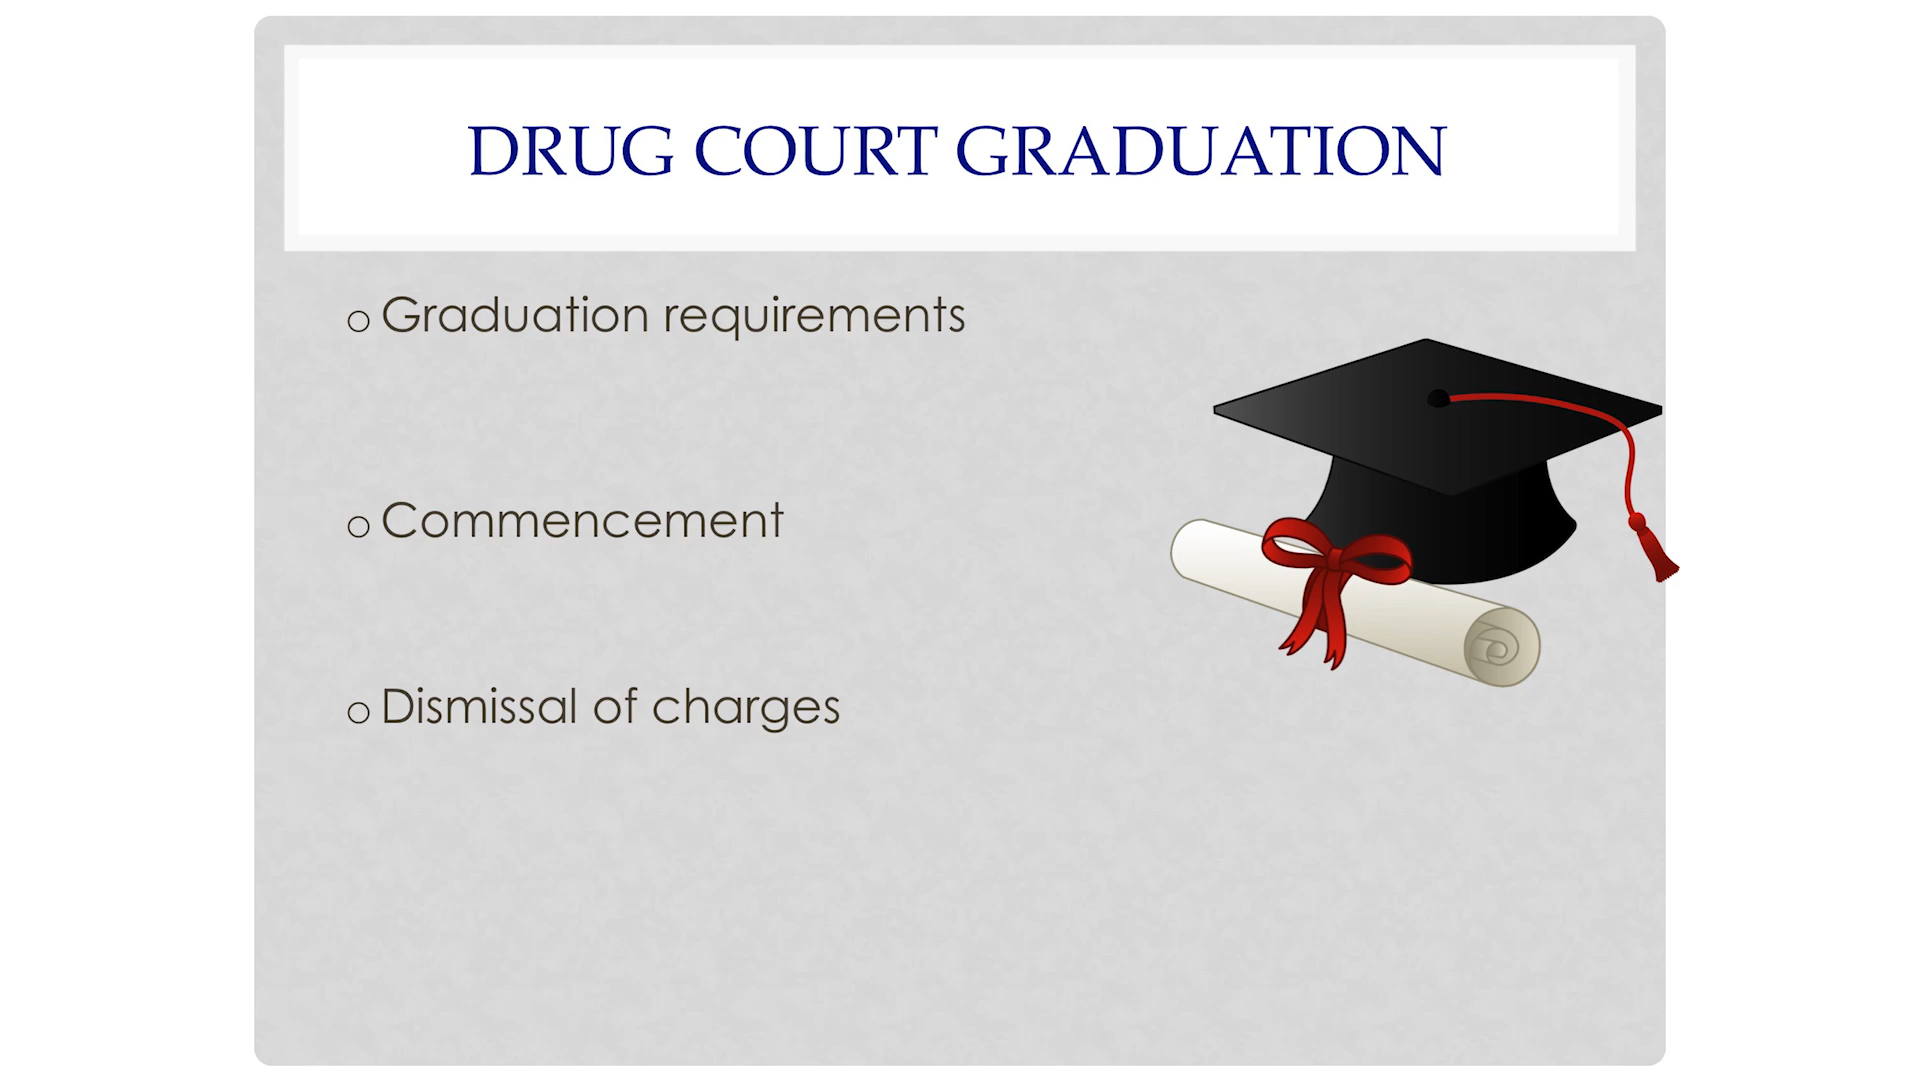 DRUG COURT GRADUATION
o Graduation requirements
o Commencement
o Dismissal of charges